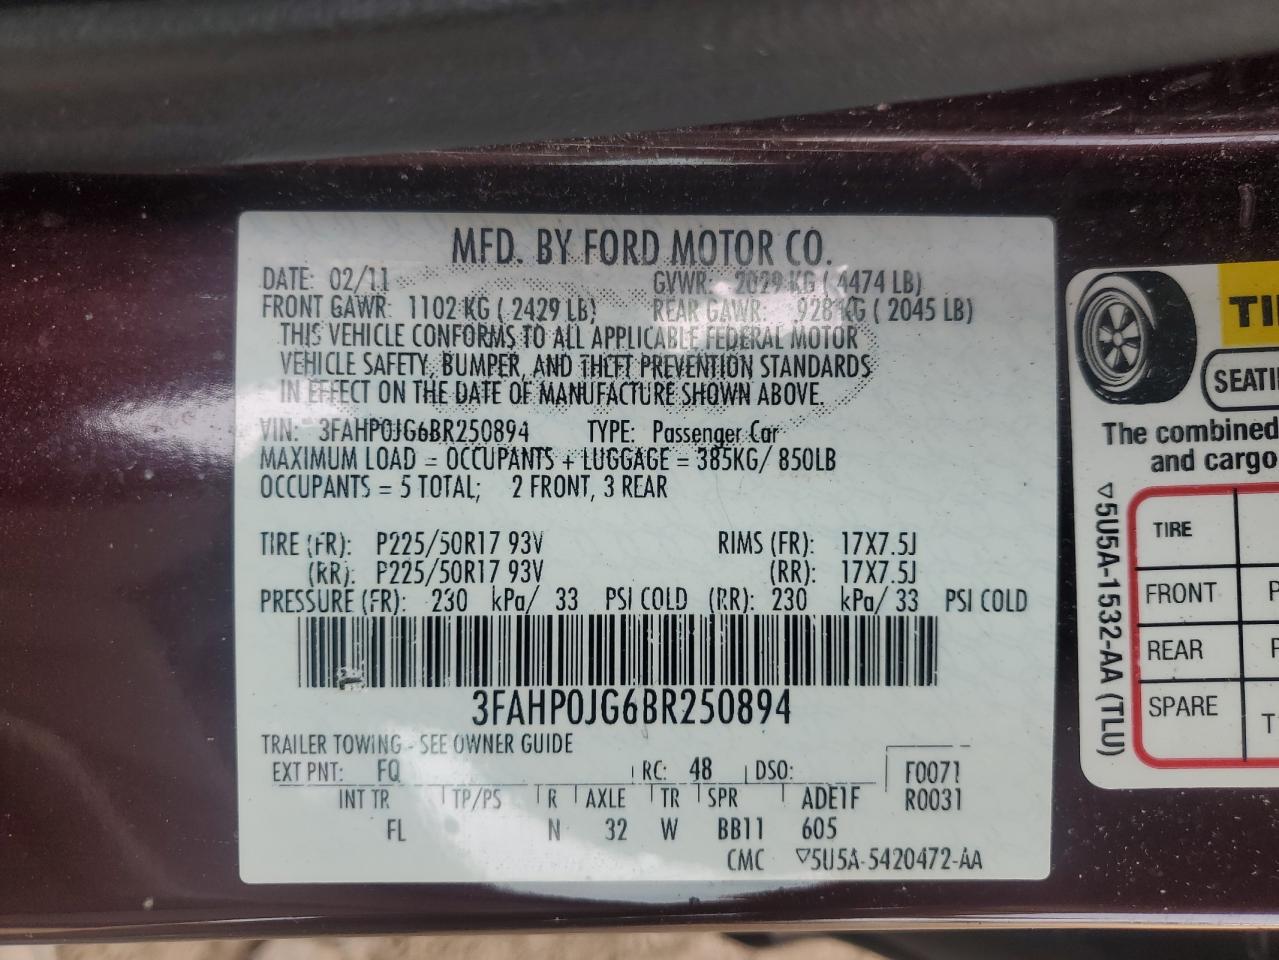 MFD. BY FORD MOTOR CO.
DATE: 02/11 GVWR: 2029 KG ( 4474 LB)
FRONT GAWR: 1102 KG ( 2429 LB) REAR GAWR: 928 KG ( 2045 LB)
THIS VEHICLE CONFORMS TO ALL APPLICABLE FEDERAL MOTOR
VEHICLE SAFETY, BUMPER, AND THEFT PREVENTION STANDARDS
IN EFFECT ON THE DATE OF MANUFACTURE SHOWN ABOVE.
VIN: 3FAHP0JG6BR250894 TYPE: Passenger Car
MAXIMUM LOAD = OCCUPANTS + LUGGAGE = 385KG/ 850LB
OCCUPANTS = 5 TOTAL; 2 FRONT, 3 REAR
TIRE (FR): P225/50R17 93V RIMS (FR): 17X7.5J
(RR): P225/50R17 93V (RR): 17X7.5J
PRESSURE (FR): 230 kPa/ 33 PSI COLD (RR): 230 kPa/ 33 PSI COLD
3FAHP0JG6BR250894
TRAILER TOWING - SEE OWNER GUIDE
EXT PNT: FQ RC: 48 DSO: F0071
INT TR TP/PS R AXLE TR SPR ADE1F R0031
FL N 32 W BB11 605
CMC ▽5U5A-5420472-AA
TI
SEATI
The combined
and cargo
▽5U5A-1532-AA (TLU)
TIRE
FRONT P
REAR
SPARE T